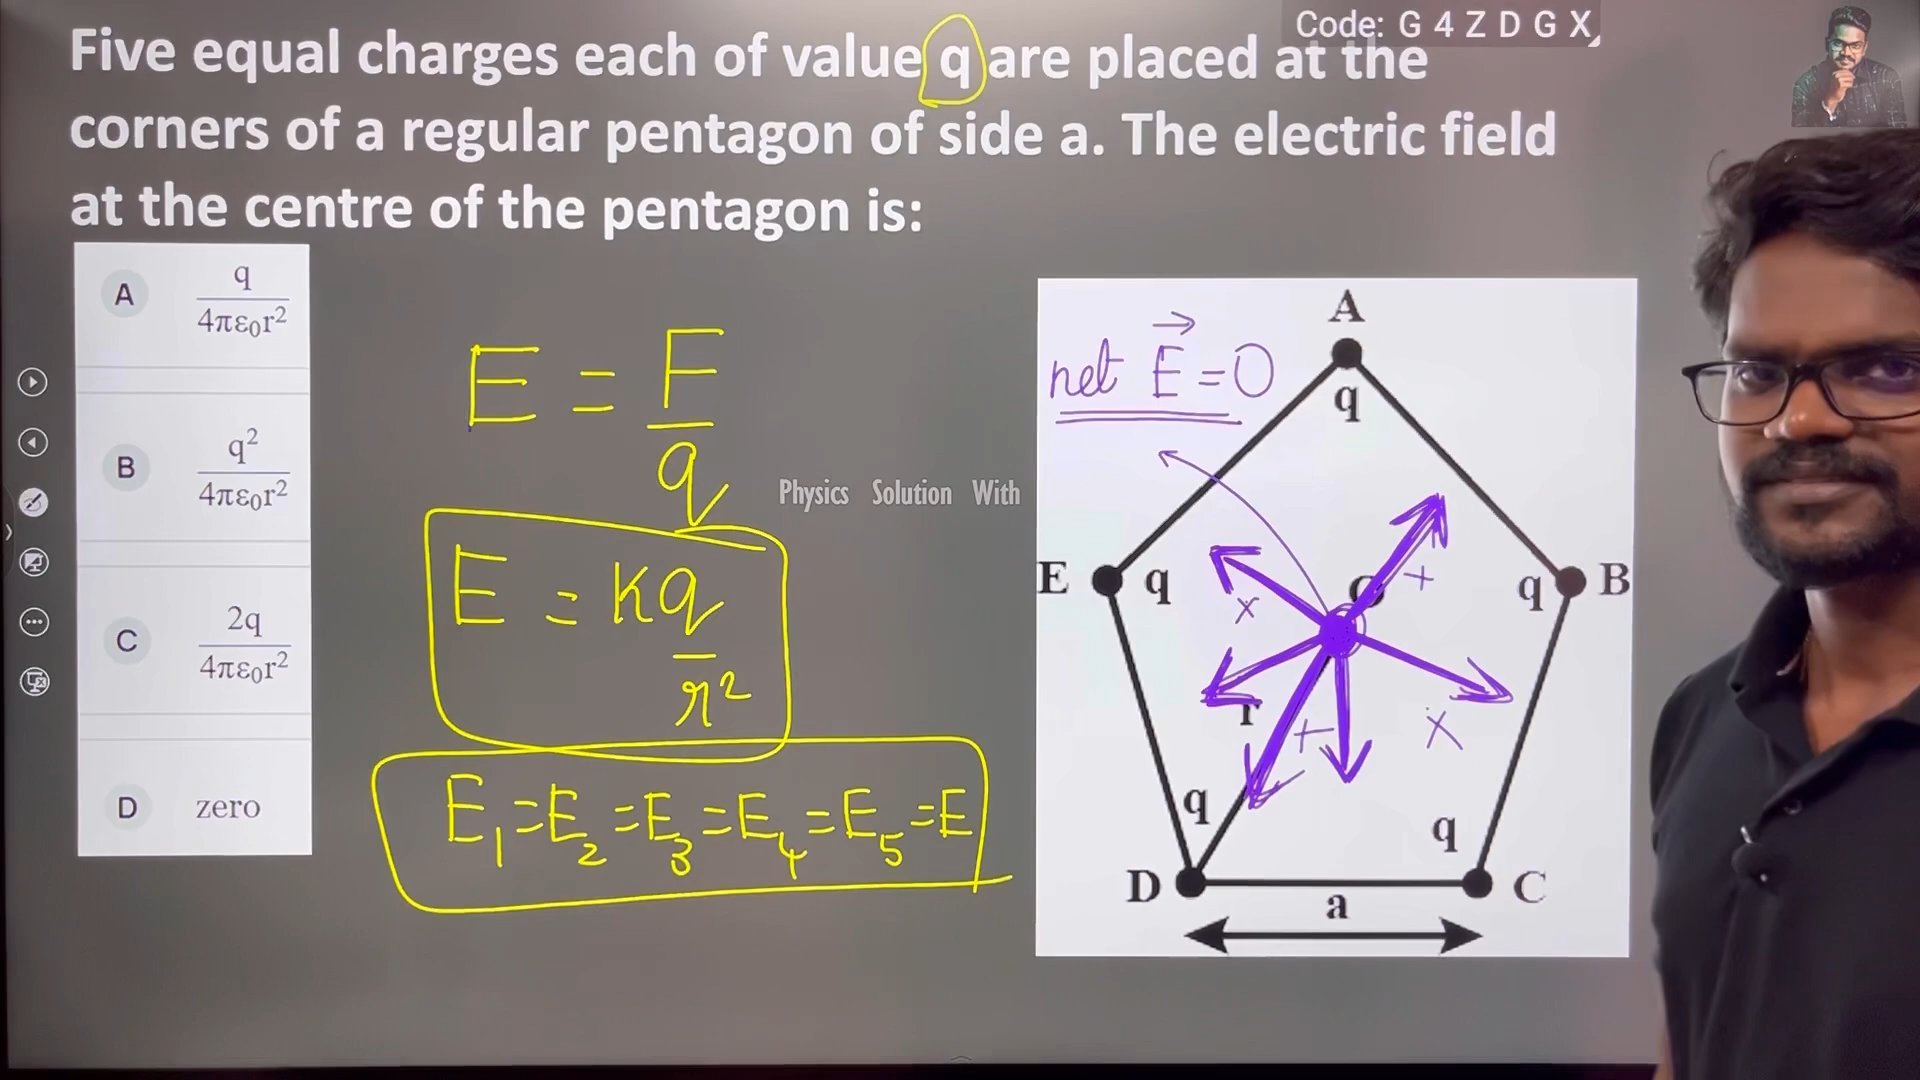 Code: G 4 Z D G X
Five equal charges each of value q are placed at the
corners of a regular pentagon of side a. The electric field
at the centre of the pentagon is:
A q/4πε₀r²
B q²/4πε₀r²
C 2q/4πε₀r²
D zero
E = F/q
E = Kq/r²
E₁=E₂=E₃=E₄=E₅=E
Physics Solution With
net E⃗ = 0
A
q
E q
q B
+
x
r
+
x
q
q
D
C
a